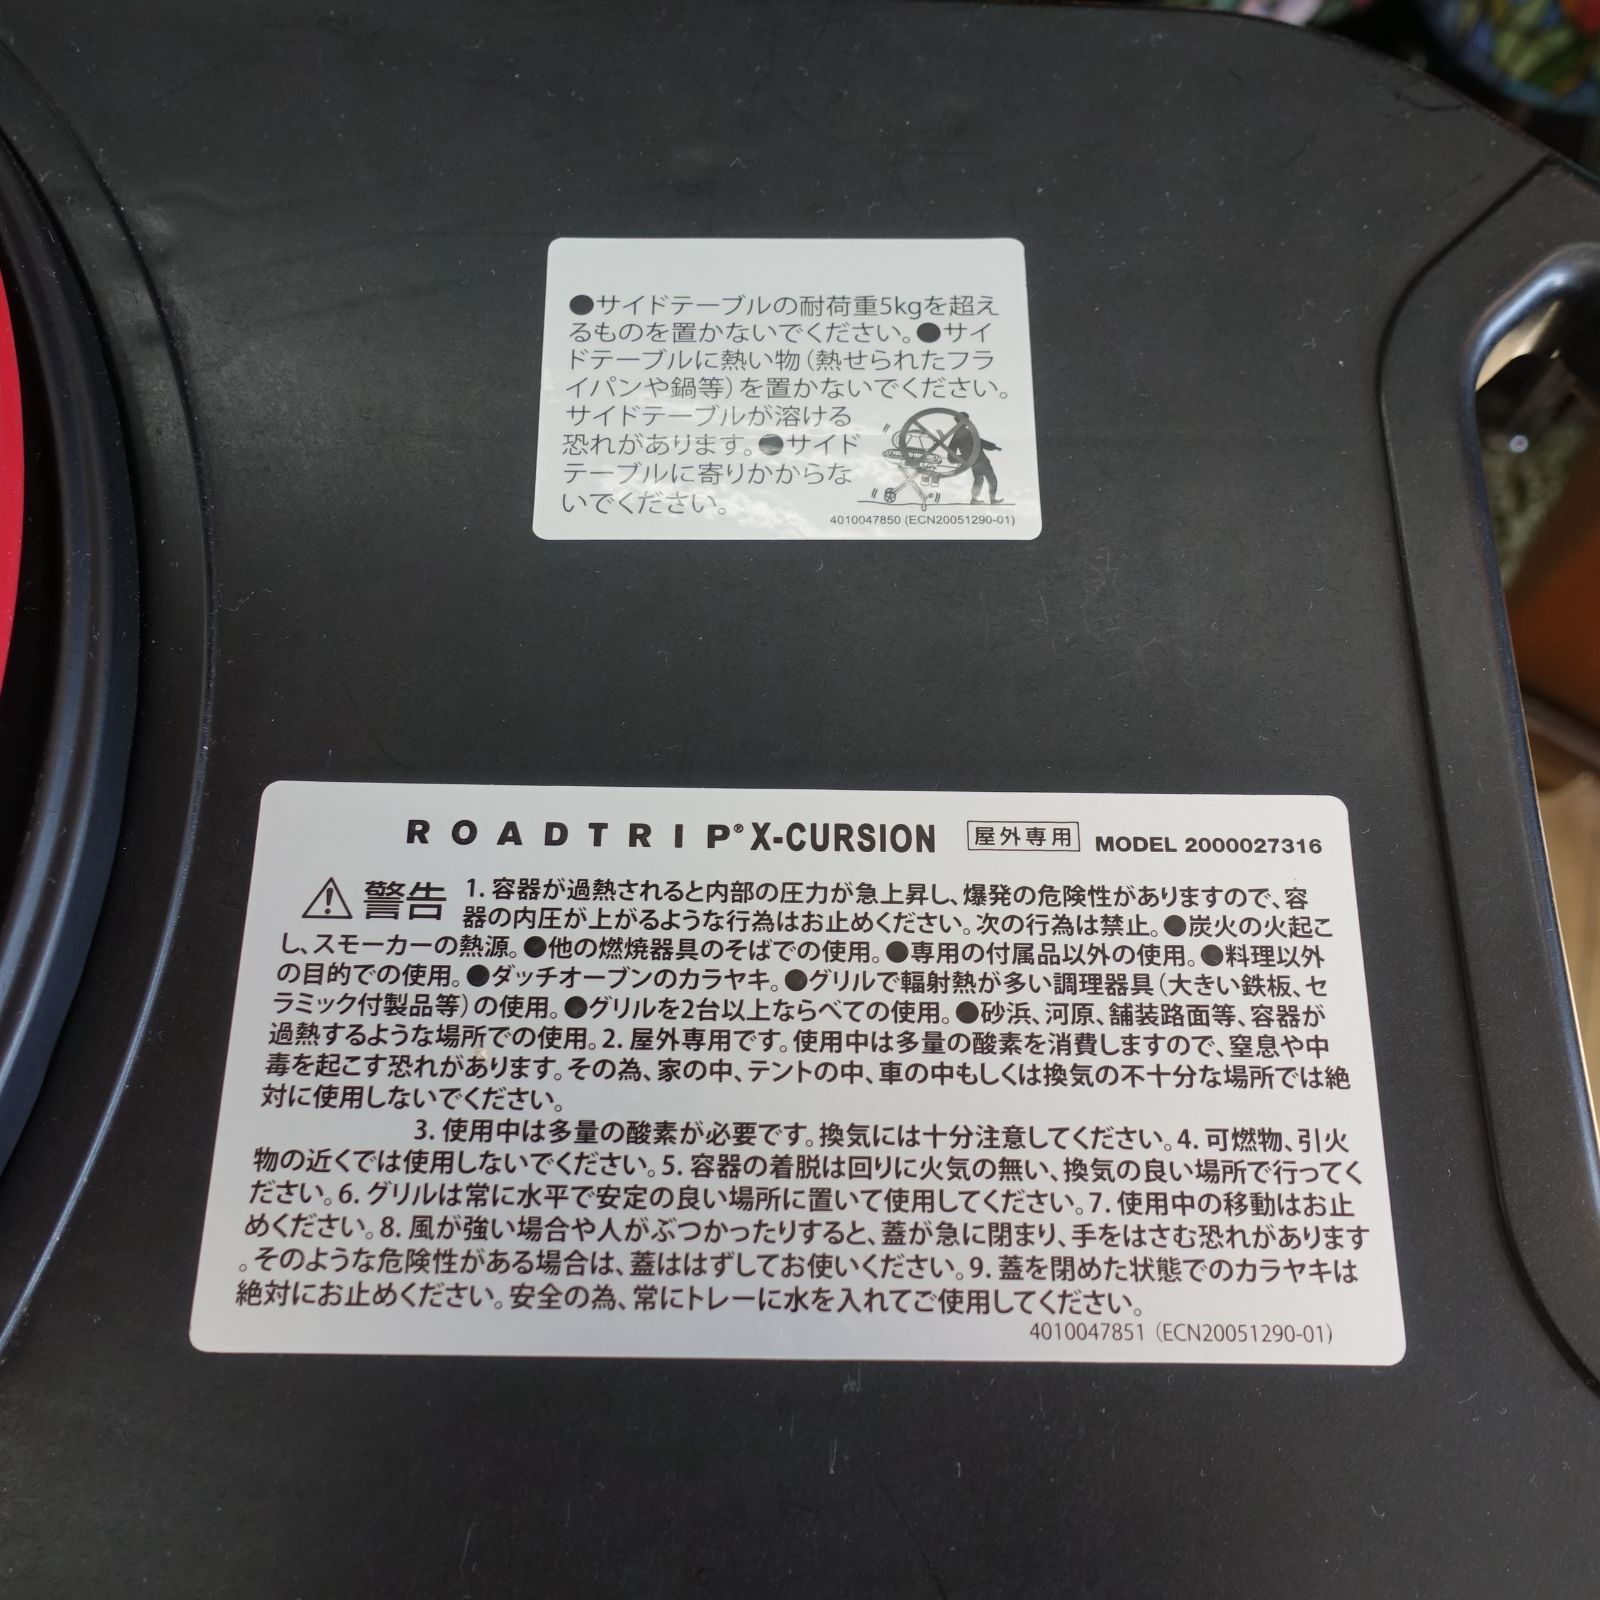 ●サイドテーブルの耐荷重5kgを超え
るものを置かないでください。●サイ
ドテーブルに熱い物（熱せられたフラ
イパンや鍋等）を置かないでください。
サイドテーブルが溶ける
恐れがあります。●サイド
テーブルに寄りかからな
いでください。
4010047850 (ECN20051290-01)
ROADTRIP® X-CURSION 屋外専用 MODEL 2000027316
⚠警告 1. 容器が過熱されると内部の圧力が急上昇し、爆発の危険性がありますので、容
器の内圧が上がるような行為はお止めください。次の行為は禁止。●炭火の火起こ
し、スモーカーの熱源。●他の燃焼器具のそばでの使用。●専用の付属品以外の使用。●料理以外
の目的での使用。●ダッチオーブンのカラヤキ。●グリルで輻射熱が多い調理器具（大きい鉄板、セ
ラミック付製品等）の使用。●グリルを2台以上ならべての使用。●砂浜、河原、舗装路面等、容器が
過熱するような場所での使用。2. 屋外専用です。使用中は多量の酸素を消費しますので、窒息や中
毒を起こす恐れがあります。その為、家の中、テントの中、車の中もしくは換気の不十分な場所では絶
対に使用しないでください。
3. 使用中は多量の酸素が必要です。換気には十分注意してください。4. 可燃物、引火
物の近くでは使用しないでください。5. 容器の着脱は回りに火気の無い、換気の良い場所で行ってく
ださい。6. グリルは常に水平で安定の良い場所に置いて使用してください。7. 使用中の移動はお止
めください。8. 風が強い場合や人がぶつかったりすると、蓋が急に閉まり、手をはさむ恐れがあります
。そのような危険性がある場合は、蓋ははずしてお使いください。9. 蓋を閉めた状態でのカラヤキは
絶対にお止めください。安全の為、常にトレーに水を入れてご使用してください。
4010047851 (ECN20051290-01)